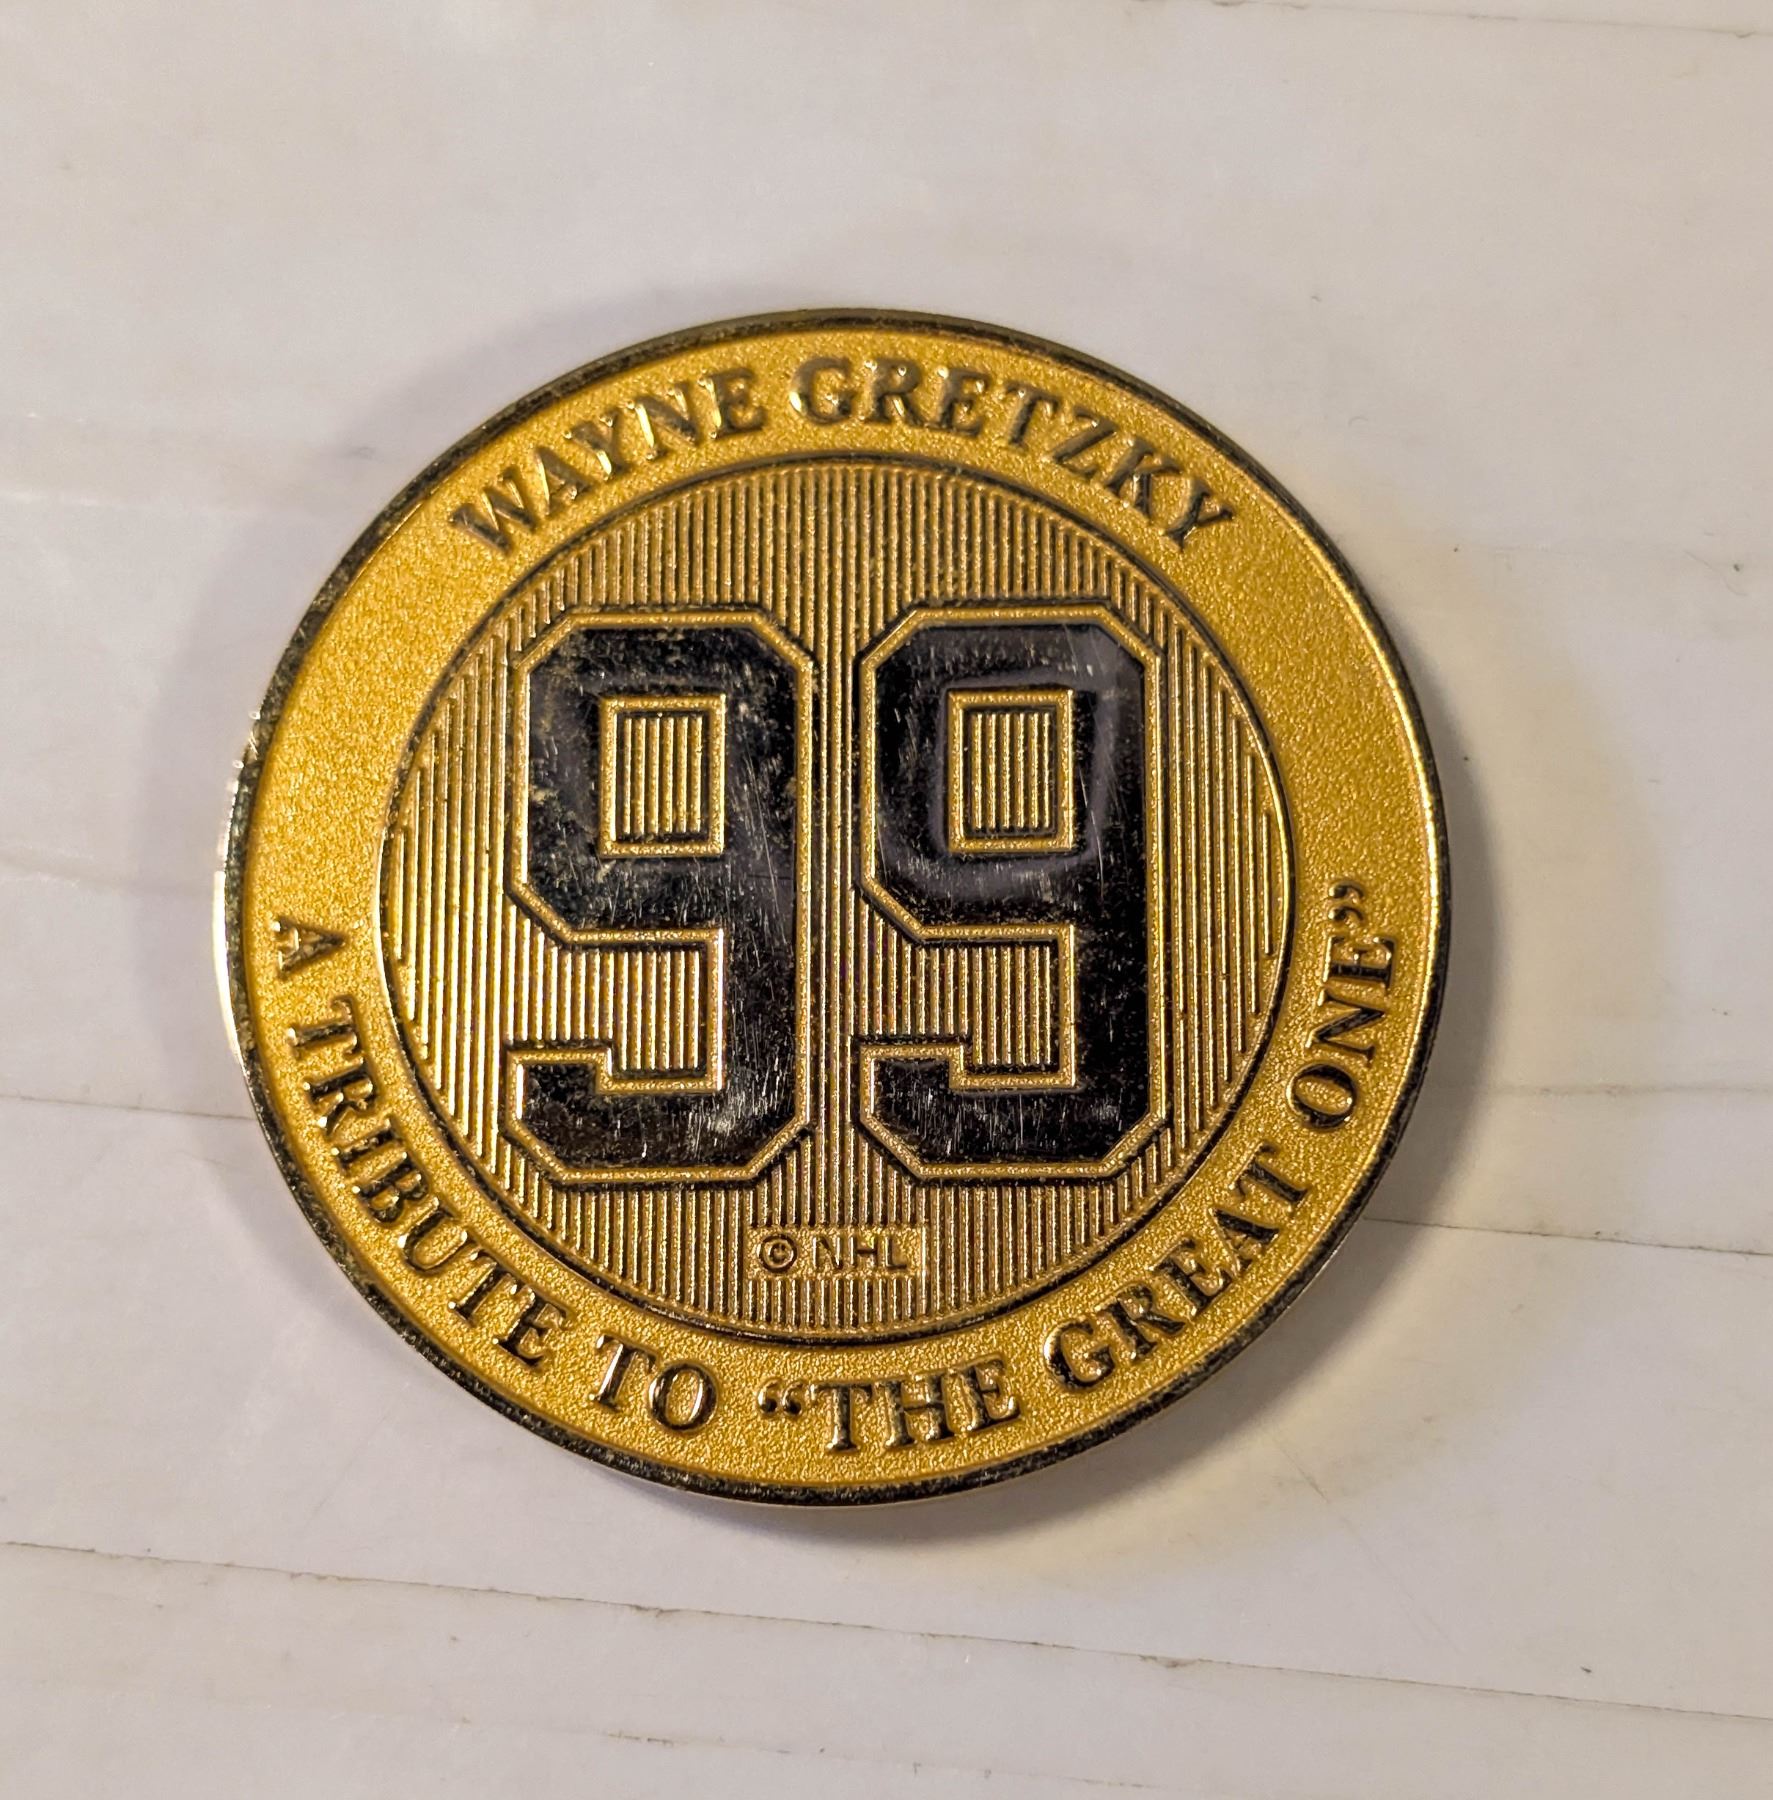 WAYNE GRETZKY
99
© NHL
A TRIBUTE TO “THE GREAT ONE”